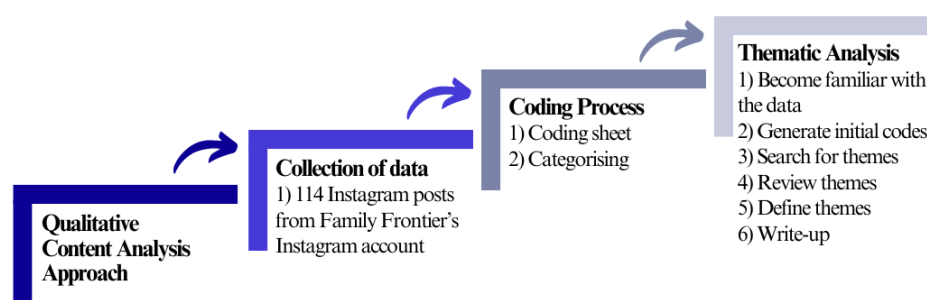 Qualitative
Content Analysis
Approach
Collection of data
1) 114 Instagram posts
from Family Frontier's
Instagram account
Coding Process
1) Coding sheet
2) Categorising
Thematic Analysis
1) Become familiar with
the data
2) Generate initial codes
3) Search for themes
4) Review themes
5) Define themes
6) Write-up